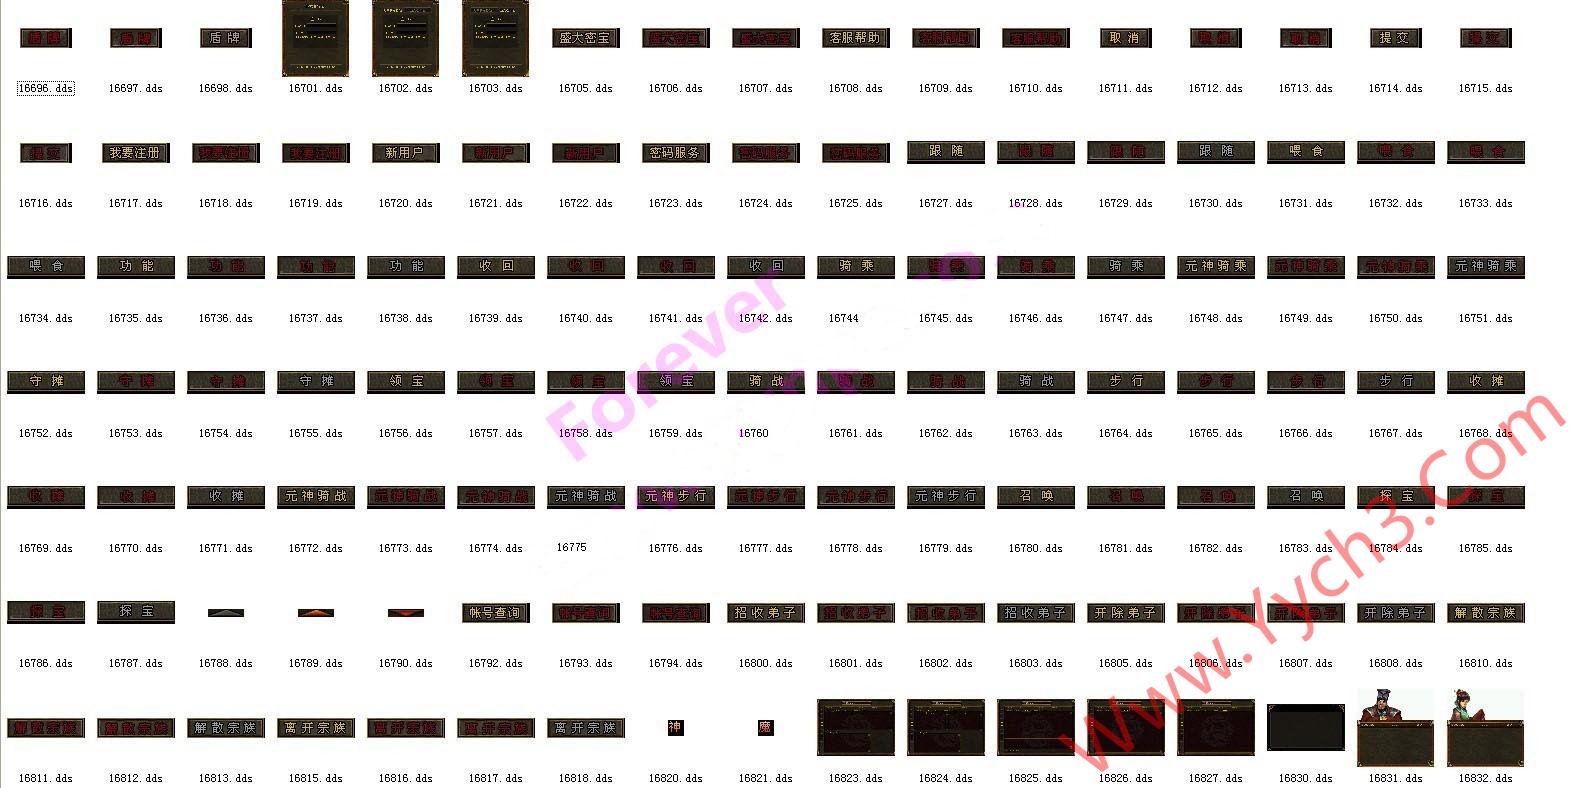 盾 牌 盾 牌 盾 牌 盛大密宝 盛大密宝 盛大密宝 客服帮助 客服帮助 客服帮助 取 消 取 消 取 消 提 交 提 交
16696.dds 16697.dds 16698.dds 16701.dds 16702.dds 16703.dds 16705.dds 16706.dds 16707.dds 16708.dds 16709.dds 16710.dds 16711.dds 16712.dds 16713.dds 16714.dds 16715.dds
提 交 我要注册 我要注册 我要注册 新用户 新用户 新用户 密码服务 密码服务 密码服务 跟 随 跟 随 跟 随 跟 随 喂 食 喂 食 喂 食
16716.dds 16717.dds 16718.dds 16719.dds 16720.dds 16721.dds 16722.dds 16723.dds 16724.dds 16725.dds 16727.dds 16728.dds 16729.dds 16730.dds 16731.dds 16732.dds 16733.dds
喂 食 功 能 功 能 功 能 功 能 收 回 收 回 收 回 收 回 骑 乘 骑 乘 骑 乘 骑 乘 元神骑乘 元神骑乘 元神骑乘 元神骑乘
16734.dds 16735.dds 16736.dds 16737.dds 16738.dds 16739.dds 16740.dds 16741.dds 16742.dds 16744 16745.dds 16746.dds 16747.dds 16748.dds 16749.dds 16750.dds 16751.dds
守 摊 守 摊 守 摊 守 摊 领 宝 领 宝 领 宝 领 宝 骑 战 骑 战 骑 战 骑 战 步 行 步 行 步 行 步 行 收 摊
16752.dds 16753.dds 16754.dds 16755.dds 16756.dds 16757.dds 16758.dds 16759.dds 16760 16761.dds 16762.dds 16763.dds 16764.dds 16765.dds 16766.dds 16767.dds 16768.dds
收 摊 收 摊 收 摊 元神骑战 元神骑战 元神骑战 元神骑战 元神步行 元神步行 元神步行 元神步行 召 唤 召 唤 召 唤 召 唤 探 宝 探 宝
16769.dds 16770.dds 16771.dds 16772.dds 16773.dds 16774.dds 16775 16776.dds 16777.dds 16778.dds 16779.dds 16780.dds 16781.dds 16782.dds 16783.dds 16784.dds 16785.dds
探 宝 探 宝 帐号查询 帐号查询 帐号查询 招收弟子 招收弟子 招收弟子 招收弟子 开除弟子 开除弟子 开除弟子 开除弟子 解散宗族
16786.dds 16787.dds 16788.dds 16789.dds 16790.dds 16792.dds 16793.dds 16794.dds 16800.dds 16801.dds 16802.dds 16803.dds 16805.dds 16806.dds 16807.dds 16808.dds 16810.dds
解散宗族 解散宗族 解散宗族 离开宗族 离开宗族 离开宗族 离开宗族 神 魔
16811.dds 16812.dds 16813.dds 16815.dds 16816.dds 16817.dds 16818.dds 16820.dds 16821.dds 16823.dds 16824.dds 16825.dds 16826.dds 16827.dds 16830.dds 16831.dds 16832.dds
Forever
Www.Yych3.Com